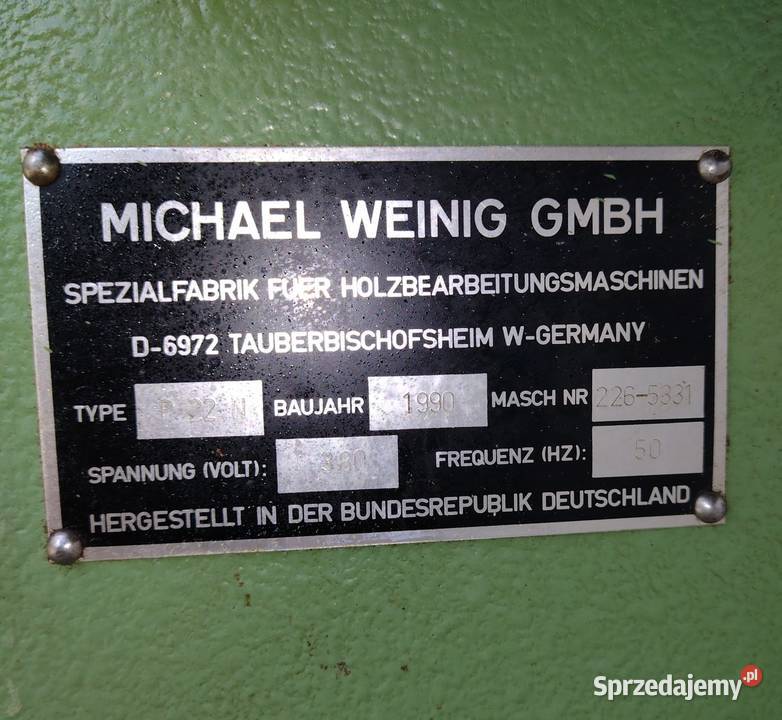 MICHAEL WEINIG GMBH
SPEZIALFABRIK FUER HOLZBEARBEITUNGSMASCHINEN
D-6972 TAUBERBISCHOFSHEIM W-GERMANY
TYPE P 22 N BAUJAHR 1990 MASCH NR 226-5831
SPANNUNG (VOLT): 380 FREQUENZ (HZ): 50
HERGESTELLT IN DER BUNDESREPUBLIK DEUTSCHLAND
Sprzedajemy.pl